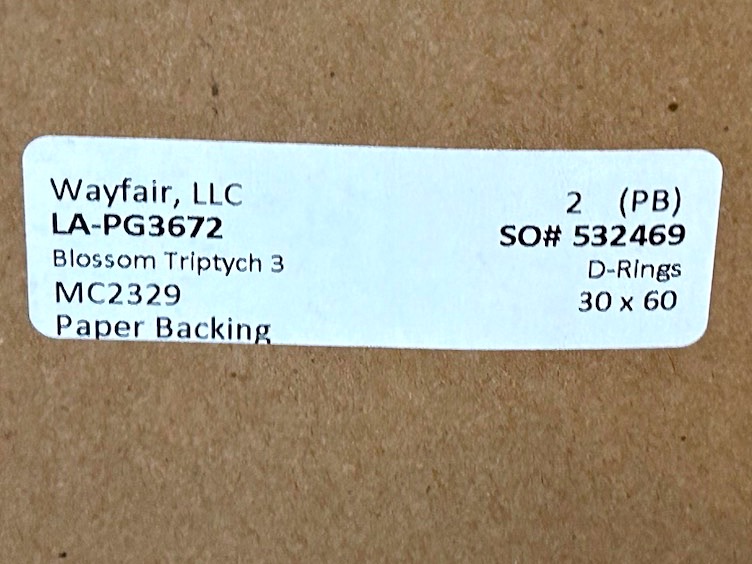 Wayfair, LLC 2 (PB)
LA-PG3672 SO# 532469
Blossom Triptych 3 D-Rings
MC2329 30 x 60
Paper Backing